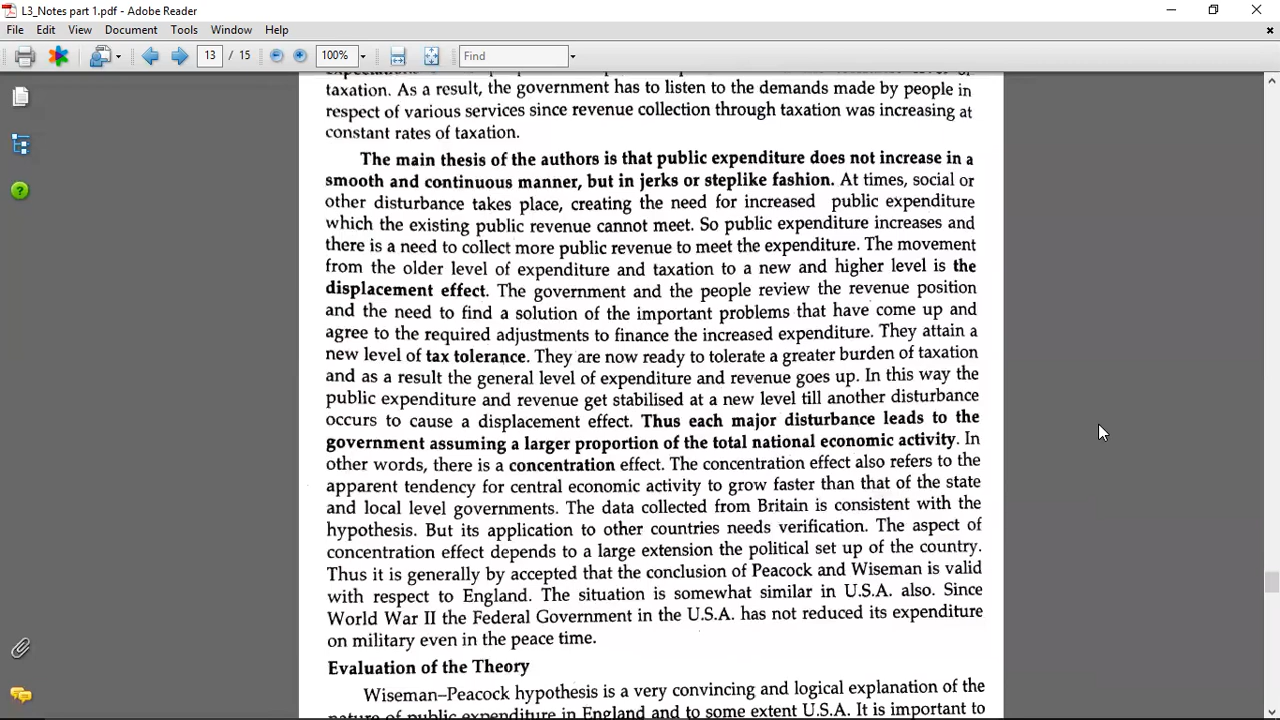 L3_Notes part 1.pdf - Adobe Reader
File Edit View Document Tools Window Help
13 / 15 100% Find
taxation. As a result, the government has to listen to the demands made by people in
respect of various services since revenue collection through taxation was increasing at
constant rates of taxation.
The main thesis of the authors is that public expenditure does not increase in a
smooth and continuous manner, but in jerks or steplike fashion. At times, social or
other disturbance takes place, creating the need for increased public expenditure
which the existing public revenue cannot meet. So public expenditure increases and
there is a need to collect more public revenue to meet the expenditure. The movement
from the older level of expenditure and taxation to a new and higher level is the
displacement effect. The government and the people review the revenue position
and the need to find a solution of the important problems that have come up and
agree to the required adjustments to finance the increased expenditure. They attain a
new level of tax tolerance. They are now ready to tolerate a greater burden of taxation
and as a result the general level of expenditure and revenue goes up. In this way the
public expenditure and revenue get stabilised at a new level till another disturbance
occurs to cause a displacement effect. Thus each major disturbance leads to the
government assuming a larger proportion of the total national economic activity. In
other words, there is a concentration effect. The concentration effect also refers to the
apparent tendency for central economic activity to grow faster than that of the state
and local level governments. The data collected from Britain is consistent with the
hypothesis. But its application to other countries needs verification. The aspect of
concentration effect depends to a large extension the political set up of the country.
Thus it is generally by accepted that the conclusion of Peacock and Wiseman is valid
with respect to England. The situation is somewhat similar in U.S.A. also. Since
World War II the Federal Government in the U.S.A. has not reduced its expenditure
on military even in the peace time.
Evaluation of the Theory
Wiseman–Peacock hypothesis is a very convincing and logical explanation of the
nature of public expenditure in England and to some extent U.S.A. It is important to